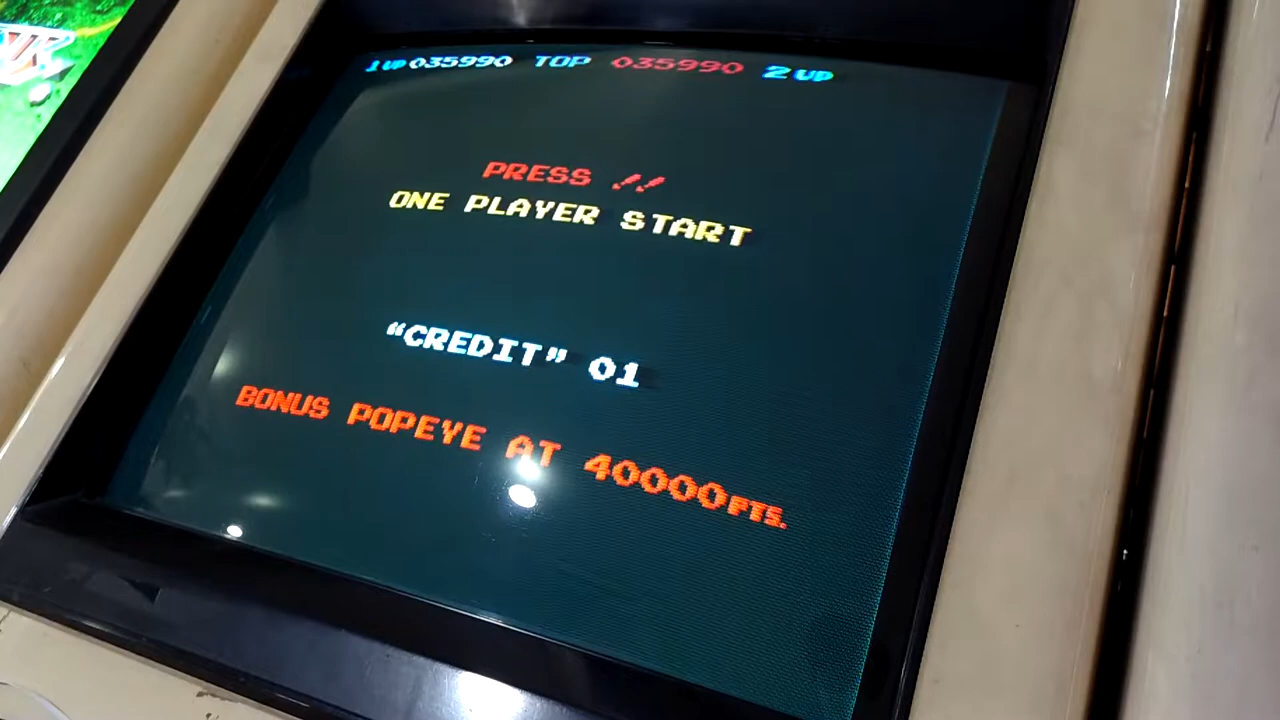 1UP 035990 TOP 035990 2UP
PRESS !!
ONE PLAYER START
“CREDIT” 01
BONUS POPEYE AT 40000PTS.